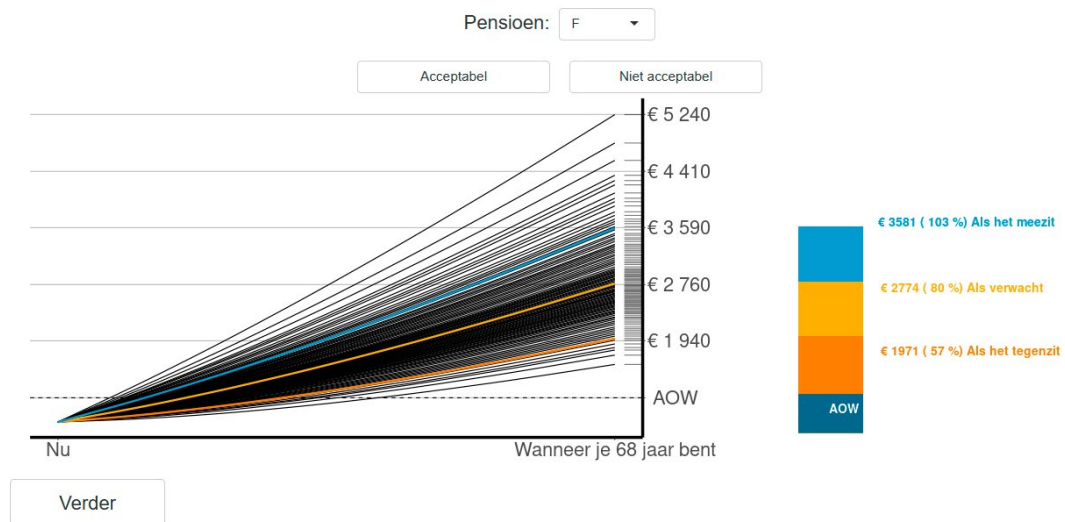 Pensioen: F
Acceptabel Niet acceptabel
€ 5 240
€ 4 410
€ 3 590
€ 2 760
€ 1 940
AOW
Nu Wanneer je 68 jaar bent
€ 3581 ( 103 %) Als het meezit
€ 2774 ( 80 %) Als verwacht
€ 1971 ( 57 %) Als het tegenzit
AOW
Verder